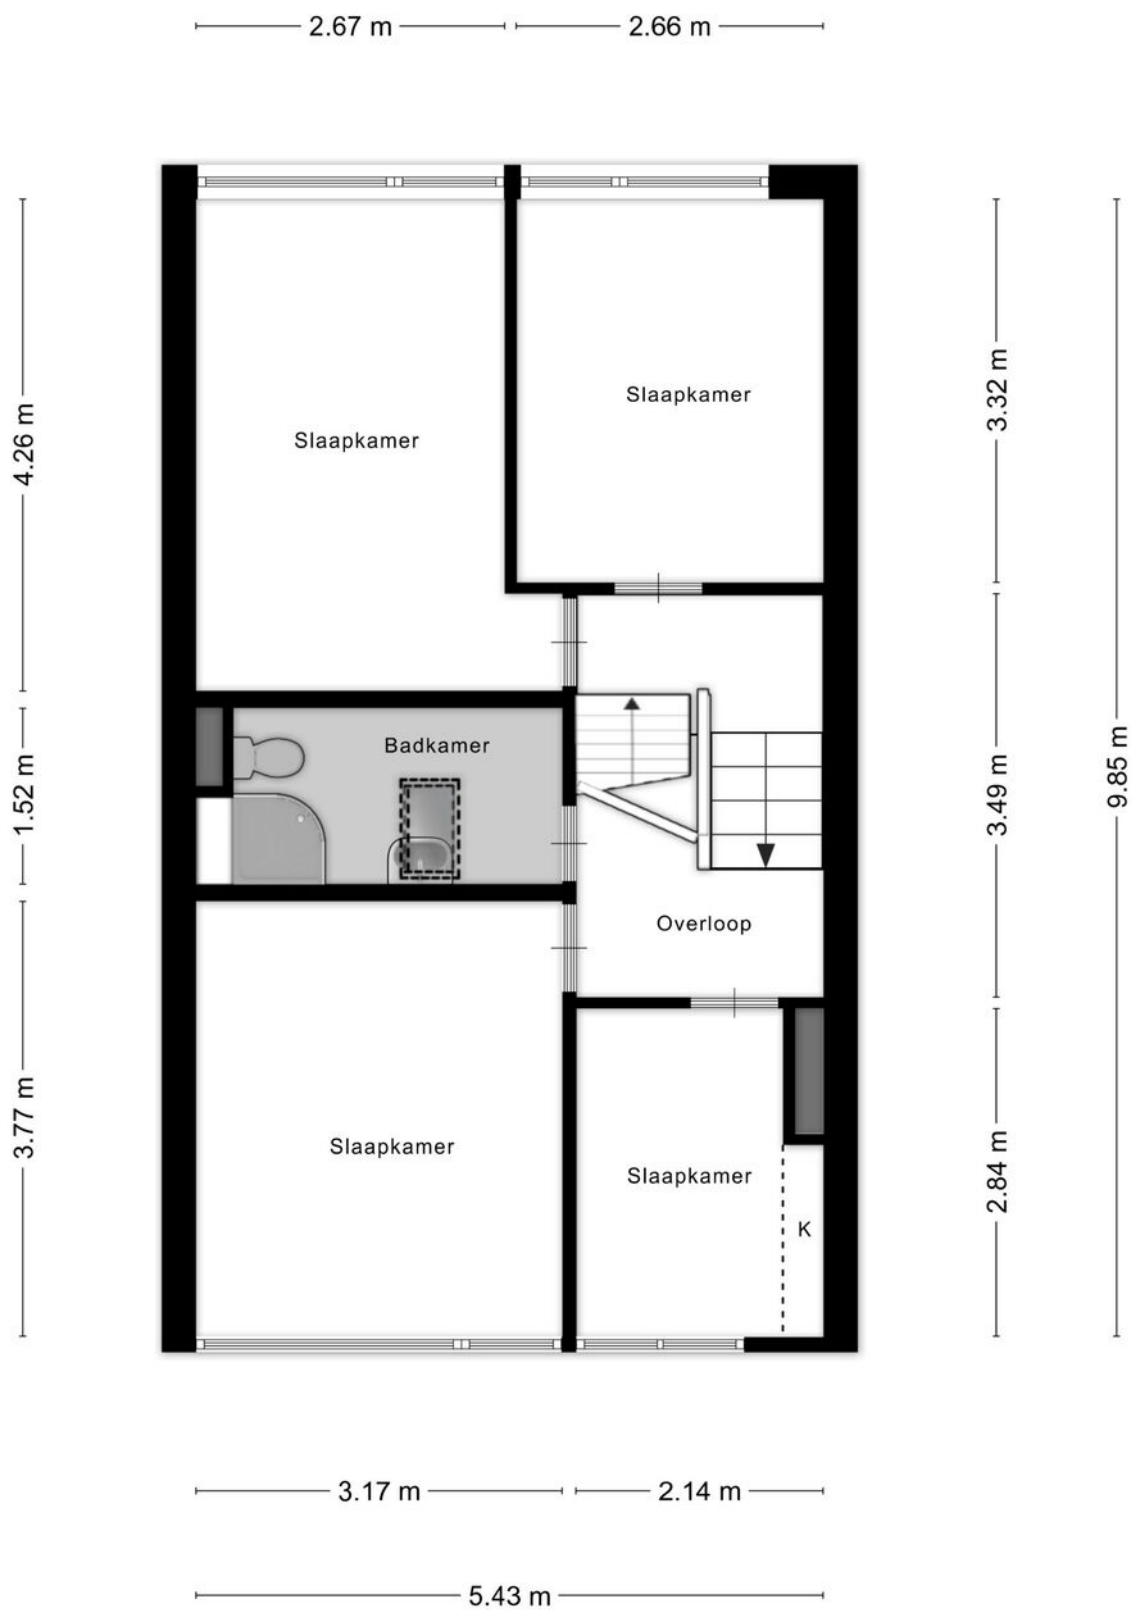 2.67 m
2.66 m
4.26 m
3.32 m
Slaapkamer
Slaapkamer
9.85 m
1.52 m
Badkamer
3.49 m
Overloop
3.77 m
Slaapkamer
Slaapkamer
2.84 m
K
3.17 m
2.14 m
5.43 m